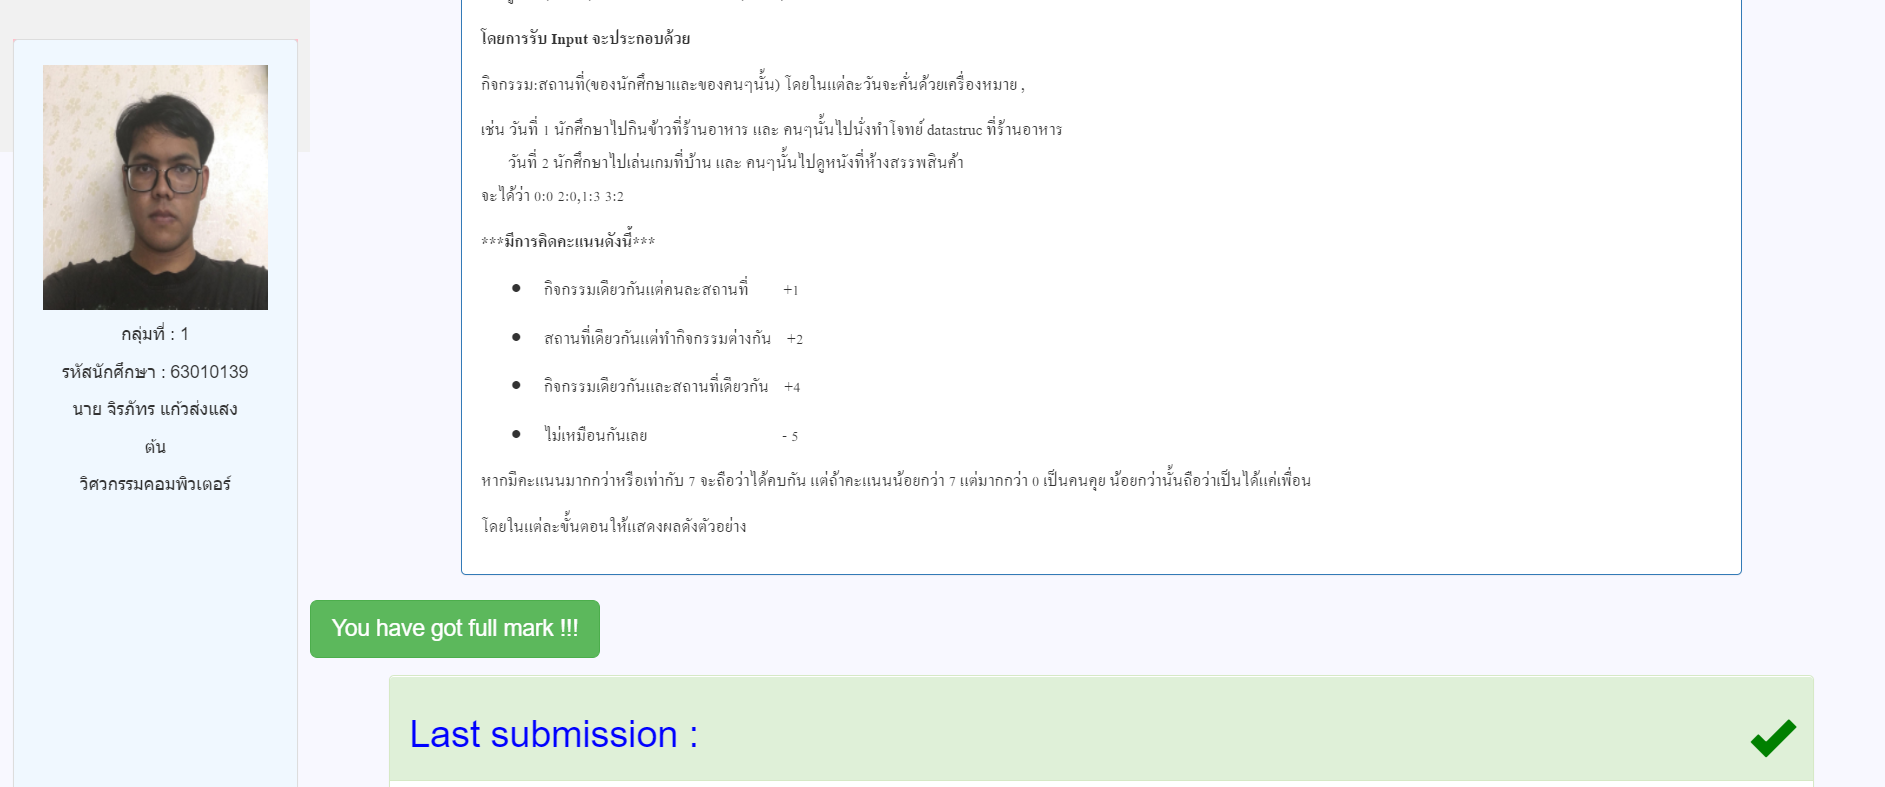 โดยการรับ Input จะประกอบด้วย
กิจกรรม:สถานที่(ของนักศึกษาและของคนๆนั้น) โดยในแต่ละวันจะคั่นด้วยเครื่องหมาย ,
เช่น วันที่ 1 นักศึกษาไปกินข้าวที่ร้านอาหาร และ คนๆนั้นไปนั่งทำโจทย์ datastruc ที่ร้านอาหาร
วันที่ 2 นักศึกษาไปเล่นเกมที่บ้าน และ คนๆนั้นไปดูหนังที่ห้างสรรพสินค้า
จะได้ว่า 0:0 2:0,1:3 3:2
***มีการคิดคะแนนดังนี้***
● กิจกรรมเดียวกันแต่คนละสถานที่ +1
● สถานที่เดียวกันแต่ทำกิจกรรมต่างกัน +2
● กิจกรรมเดียวกันและสถานที่เดียวกัน +4
● ไม่เหมือนกันเลย - 5
หากมีคะแนนมากกว่าหรือเท่ากับ 7 จะถือว่าได้คบกัน แต่ถ้าคะแนนน้อยกว่า 7 แต่มากกว่า 0 เป็นคนคุย น้อยกว่านั้นถือว่าเป็นได้แค่เพื่อน
โดยในแต่ละขั้นตอนให้แสดงผลดังตัวอย่าง
กลุ่มที่ : 1
รหัสนักศึกษา : 63010139
นาย จิรภัทร แก้วส่งแสง
ต้น
วิศวกรรมคอมพิวเตอร์
You have got full mark !!!
Last submission :